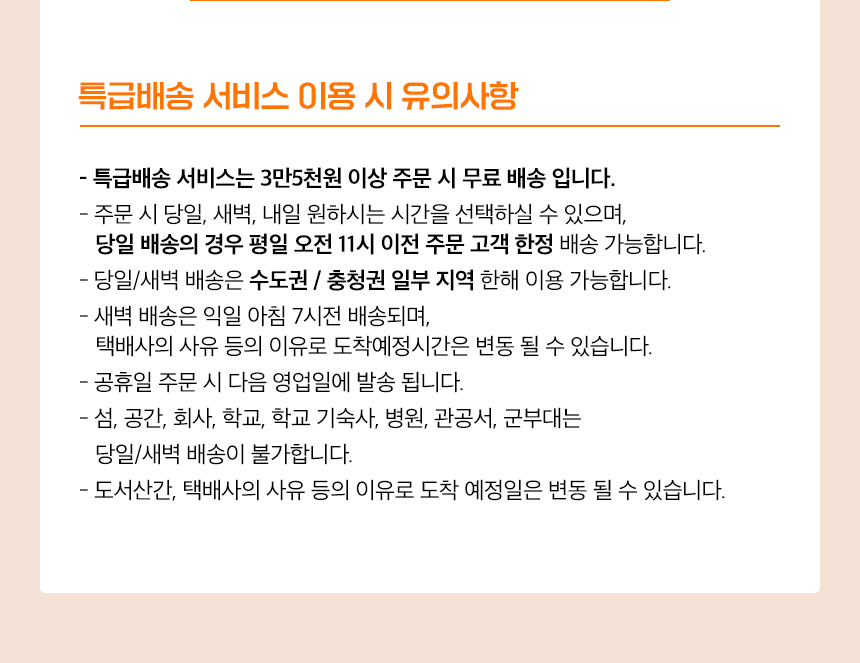 특급배송 서비스 이용 시 유의사항
- 특급배송 서비스는 3만5천원 이상 주문 시 무료 배송 입니다.
- 주문 시 당일, 새벽, 내일 원하시는 시간을 선택하실 수 있으며,
당일 배송의 경우 평일 오전 11시 이전 주문 고객 한정 배송 가능합니다.
- 당일/새벽 배송은 수도권 / 충청권 일부 지역 한해 이용 가능합니다.
- 새벽 배송은 익일 아침 7시전 배송되며,
택배사의 사유 등의 이유로 도착예정시간은 변동 될 수 있습니다.
- 공휴일 주문 시 다음 영업일에 발송 됩니다.
- 섬, 공간, 회사, 학교, 학교 기숙사, 병원, 관공서, 군부대는
당일/새벽 배송이 불가합니다.
- 도서산간, 택배사의 사유 등의 이유로 도착 예정일은 변동 될 수 있습니다.